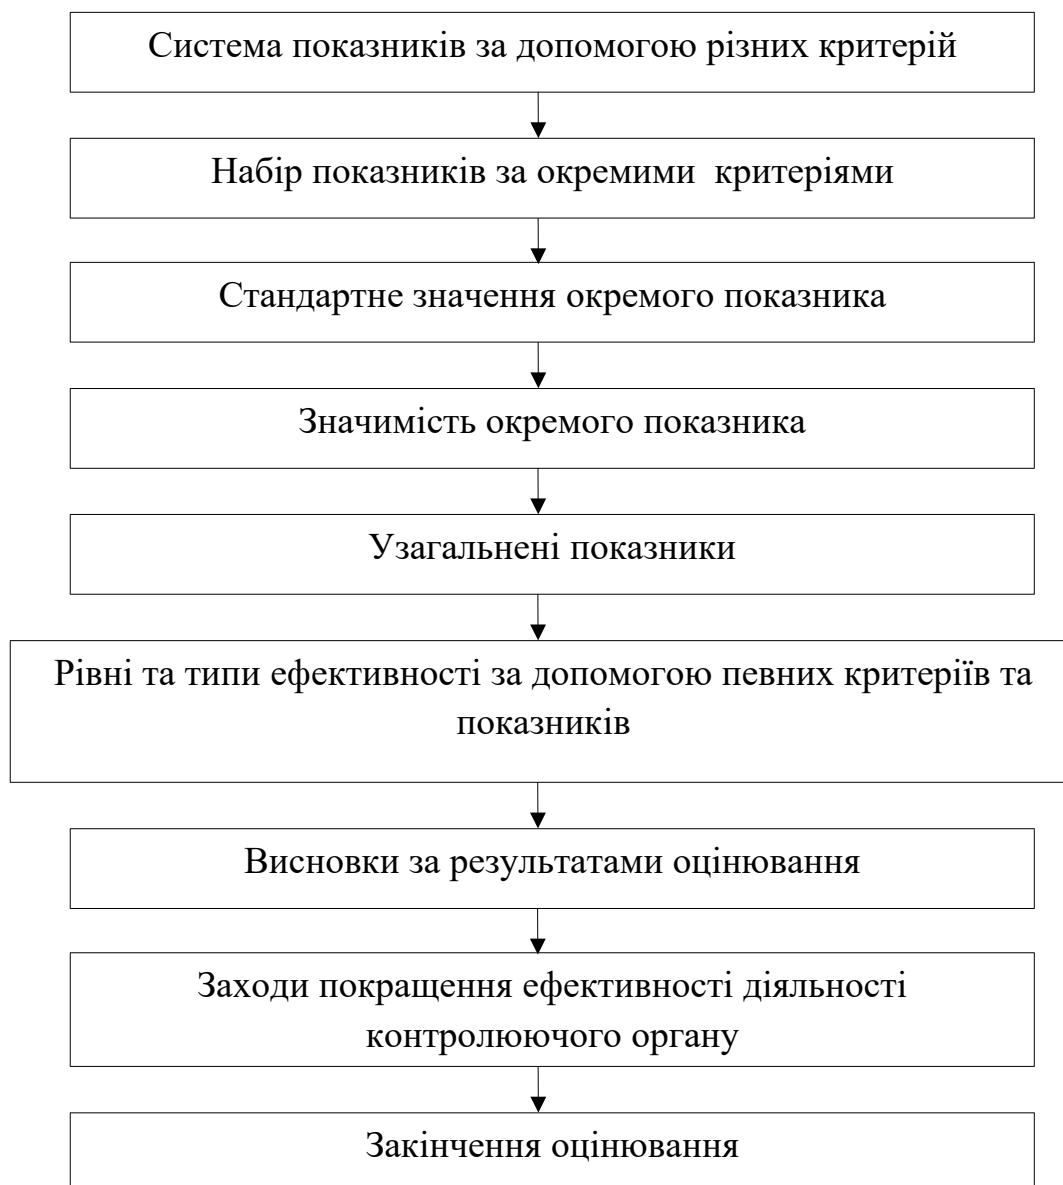 Система показників за допомогою різних критерій
Набір показників за окремими критеріями
Стандартне значення окремого показника
Значимість окремого показника
Узагальнені показники
Рівні та типи ефективності за допомогою певних критеріїв та
показників
Висновки за результатами оцінювання
Заходи покращення ефективності діяльності
контролюючого органу
Закінчення оцінювання